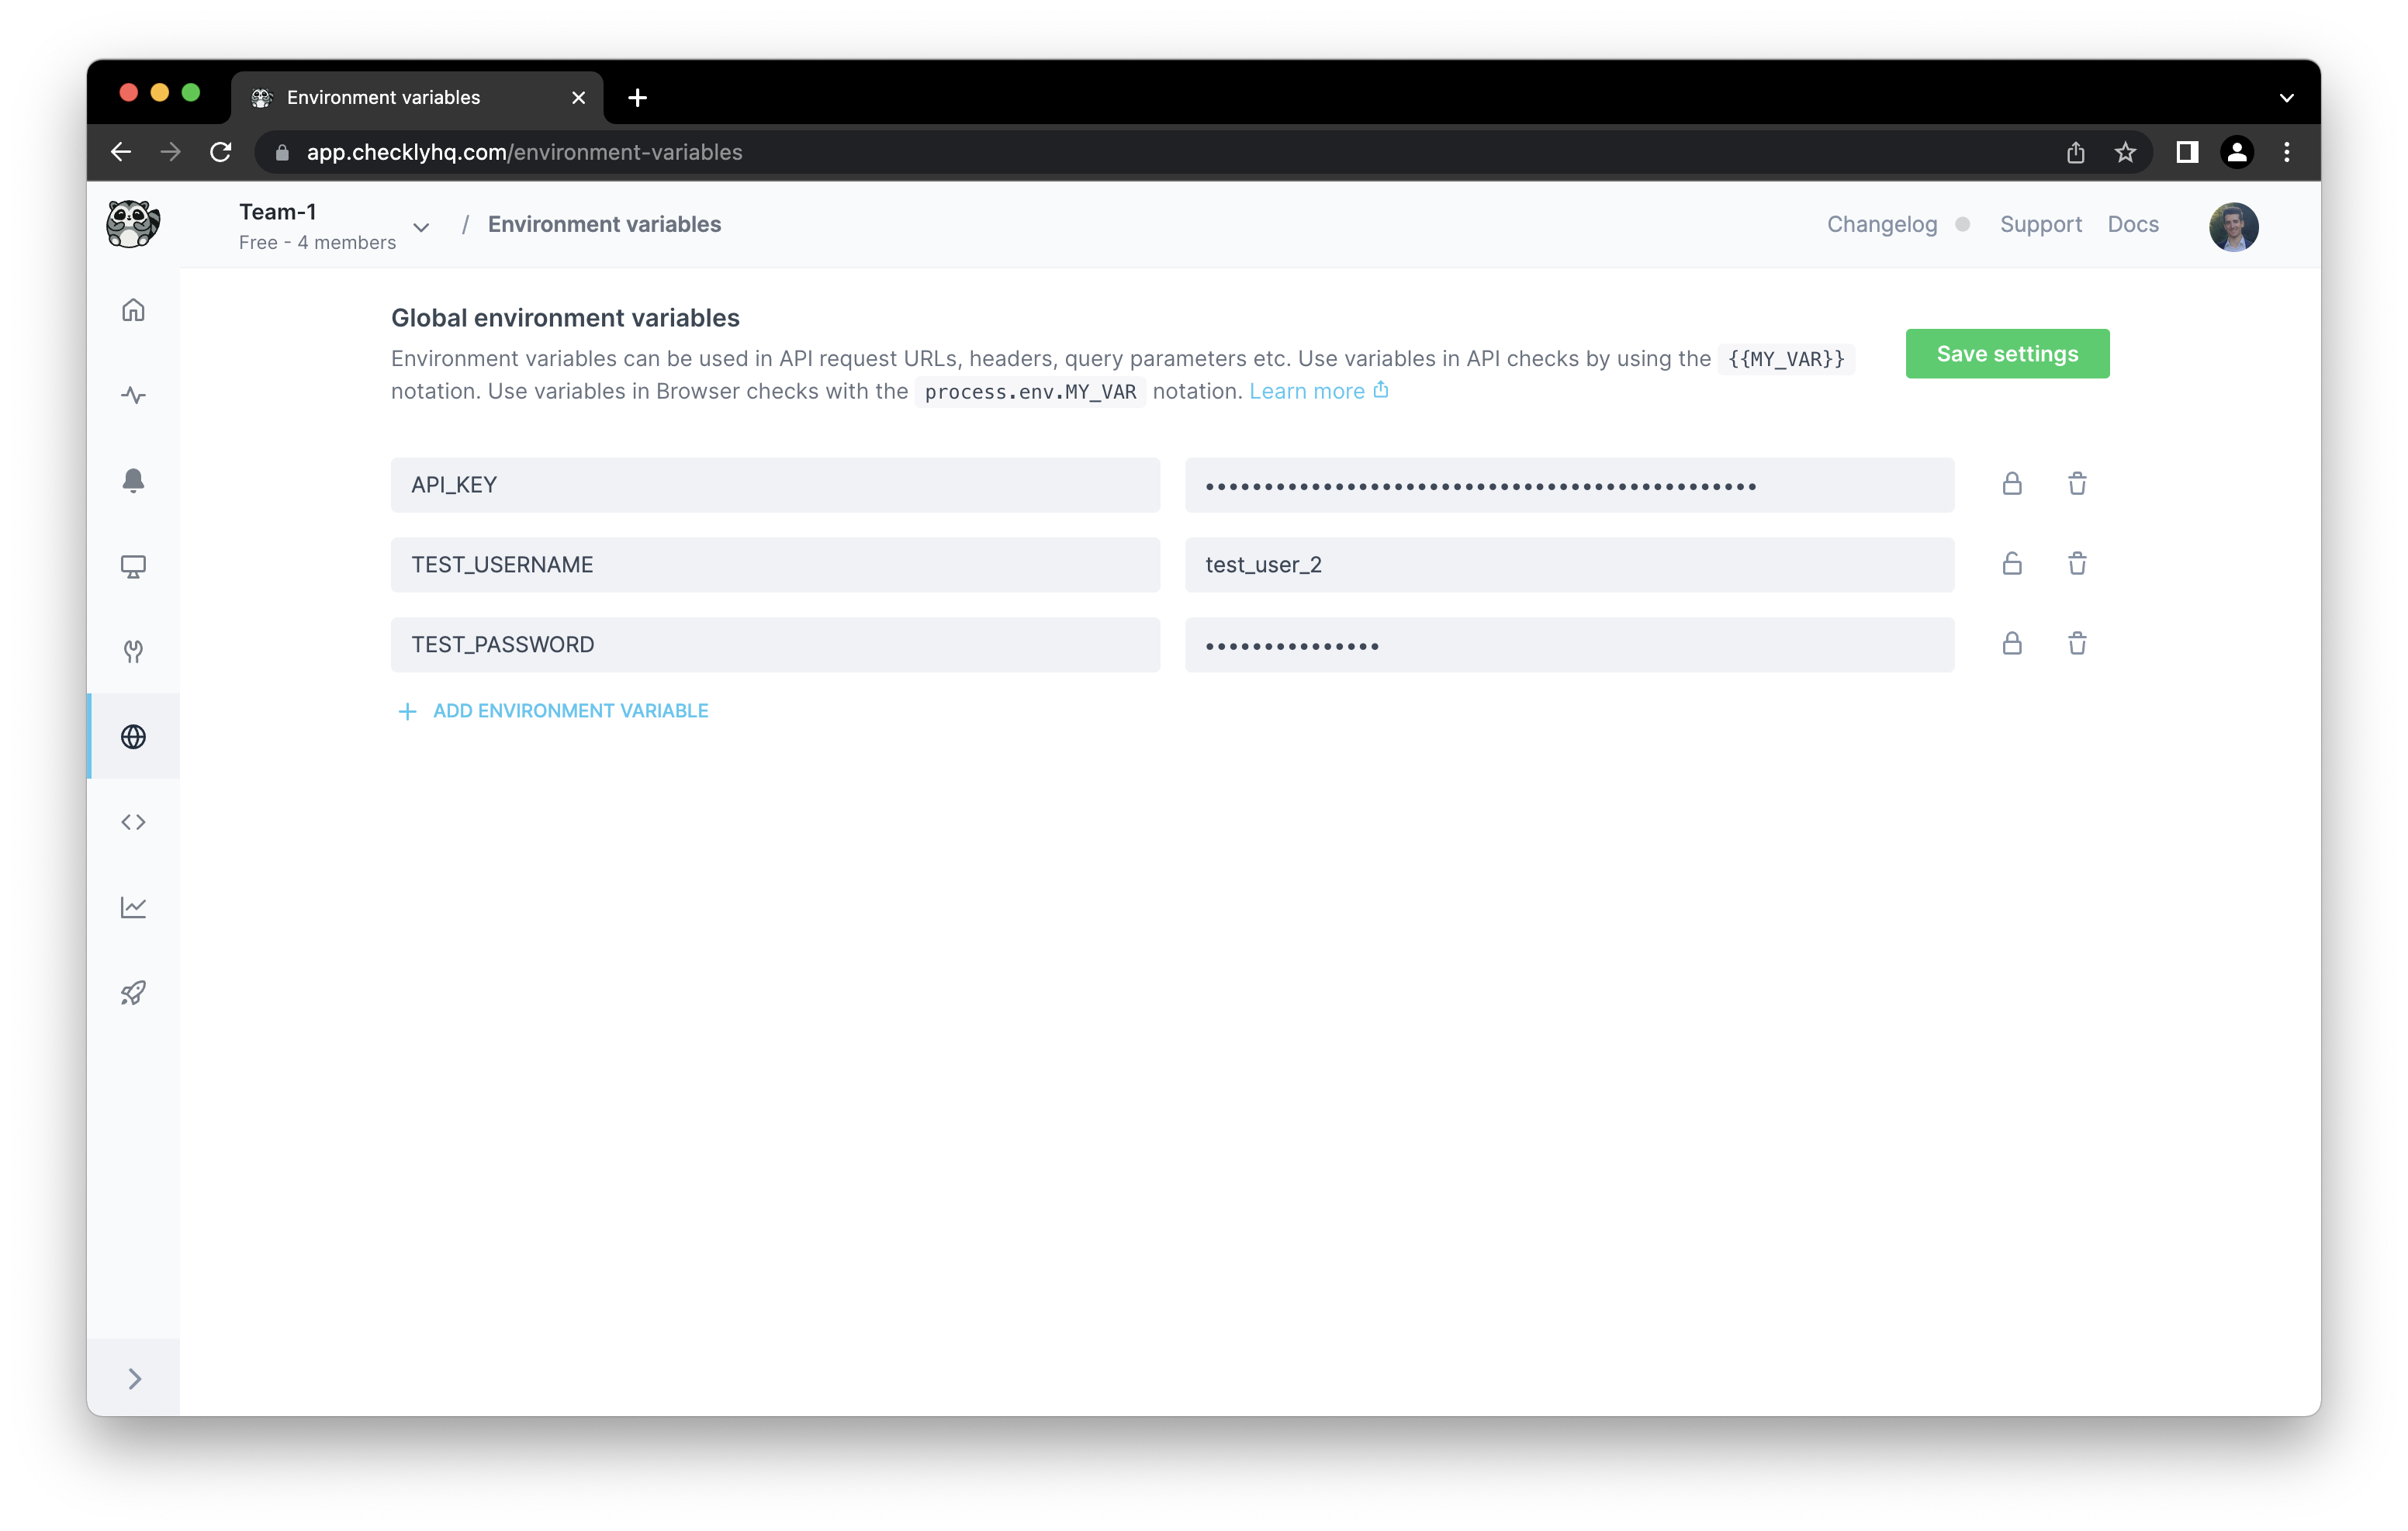 Environment variables
app.checklyhq.com/environment-variables
Team-1
Free - 4 members
/ Environment variables
Changelog
Support
Docs
Global environment variables
Environment variables can be used in API request URLs, headers, query parameters etc. Use variables in API checks by using the {{MY_VAR}}
notation. Use variables in Browser checks with the process.env.MY_VAR notation. Learn more
Save settings
API_KEY
TEST_USERNAME
test_user_2
TEST_PASSWORD
+ ADD ENVIRONMENT VARIABLE